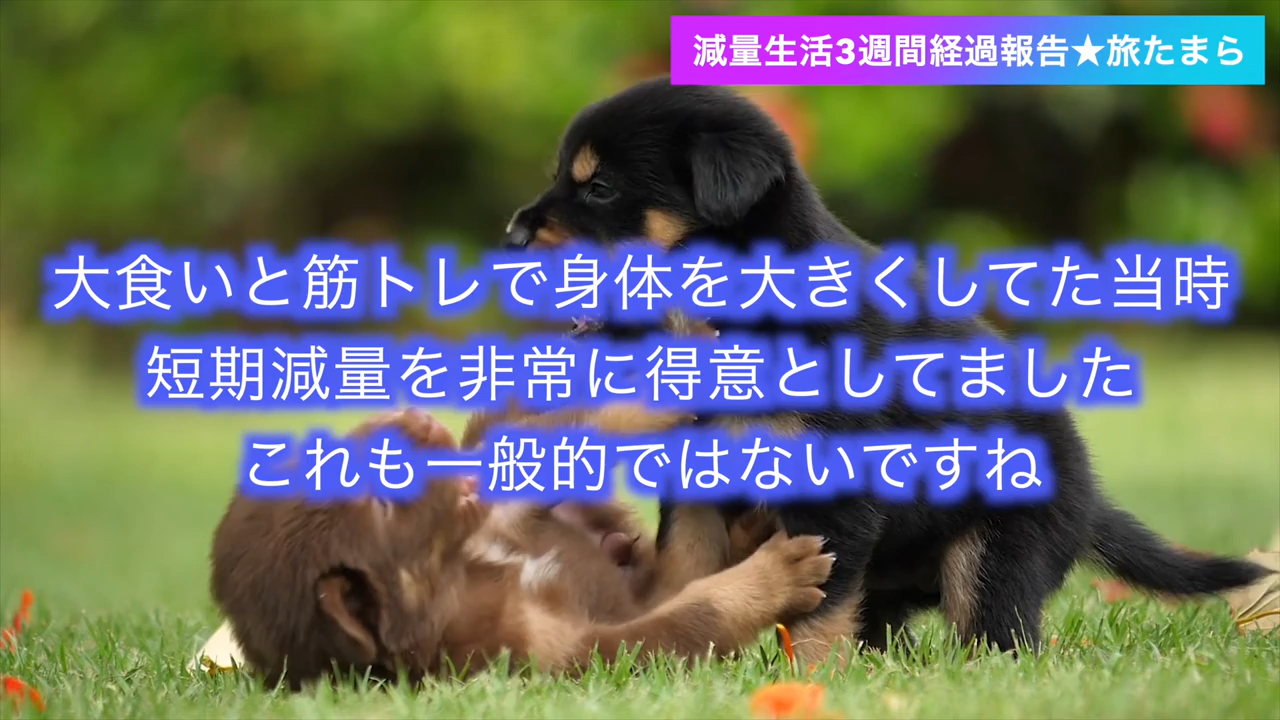 減量生活3週間経過報告★旅たまら
大食いと筋トレで身体を大きくしてた当時
短期減量を非常に得意としてました
これも一般的ではないですね